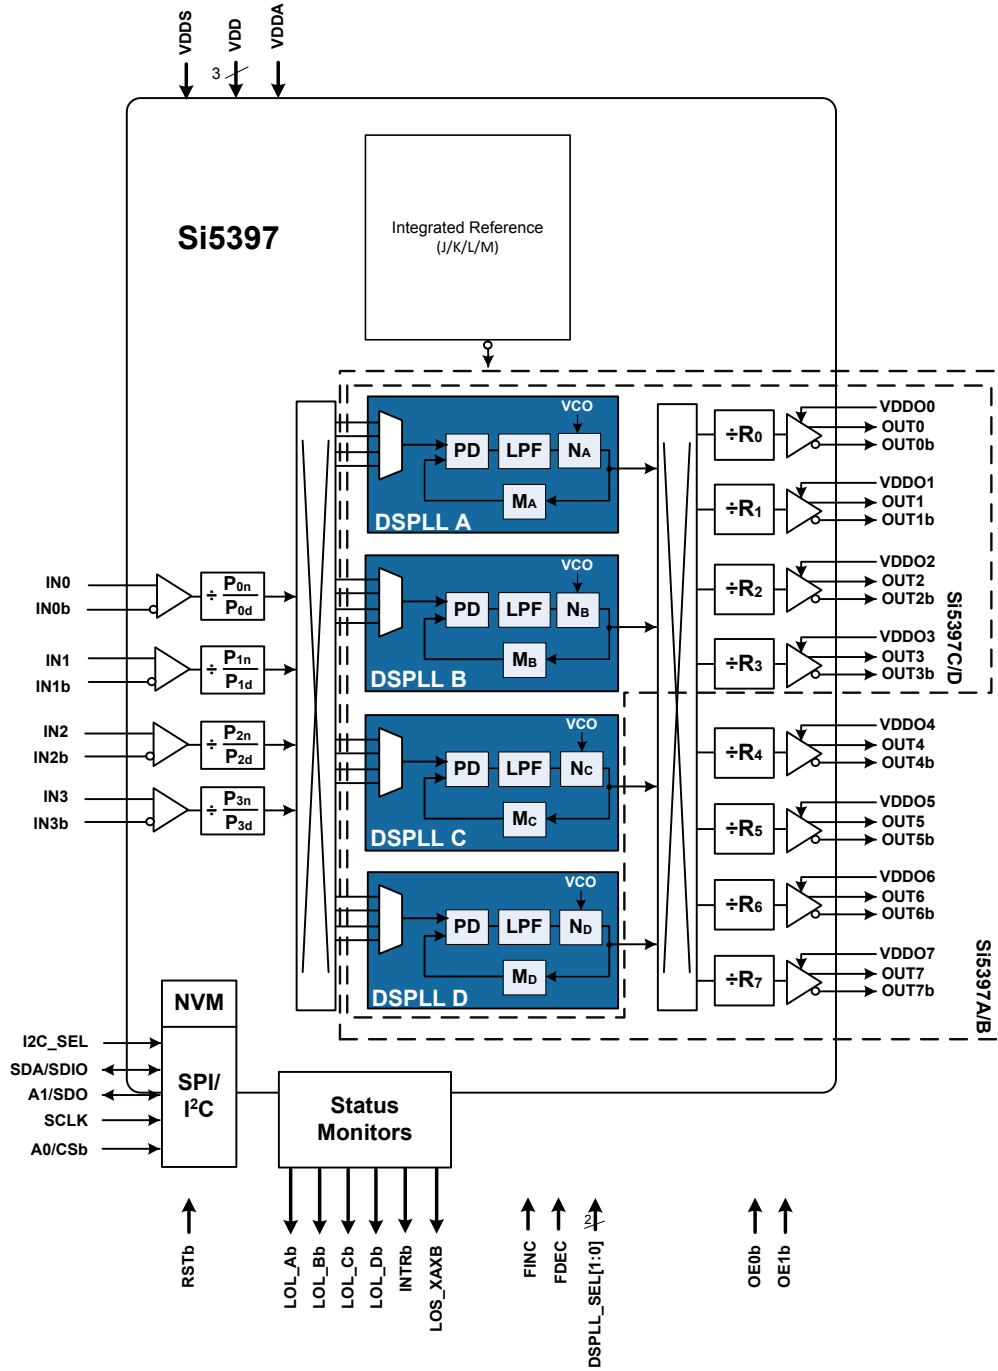 VDDS
VDD
VDDA
3
Si5397
Integrated Reference
(J/K/L/M)
VCO
PD
LPF
NA
MA
DSPLL A
VCO
PD
LPF
NB
MB
DSPLL B
VCO
PD
LPF
NC
MC
DSPLL C
VCO
PD
LPF
ND
MD
DSPLL D
IN0
IN0b
÷ P0n
P0d
IN1
IN1b
÷ P1n
P1d
IN2
IN2b
÷ P2n
P2d
IN3
IN3b
÷ P3n
P3d
÷R0
VDDO0
OUT0
OUT0b
÷R1
VDDO1
OUT1
OUT1b
÷R2
VDDO2
OUT2
OUT2b
÷R3
VDDO3
OUT3
OUT3b
Si5397C/D
÷R4
VDDO4
OUT4
OUT4b
÷R5
VDDO5
OUT5
OUT5b
÷R6
VDDO6
OUT6
OUT6b
÷R7
VDDO7
OUT7
OUT7b
Si5397A/B
NVM
SPI/
I²C
I2C_SEL
SDA/SDIO
A1/SDO
SCLK
A0/CSb
Status
Monitors
RSTb
LOL_Ab
LOL_Bb
LOL_Cb
LOL_Db
INTRb
LOS_XAXB
FINC
FDEC
2
DSPLL_SEL[1:0]
OE0b
OE1b